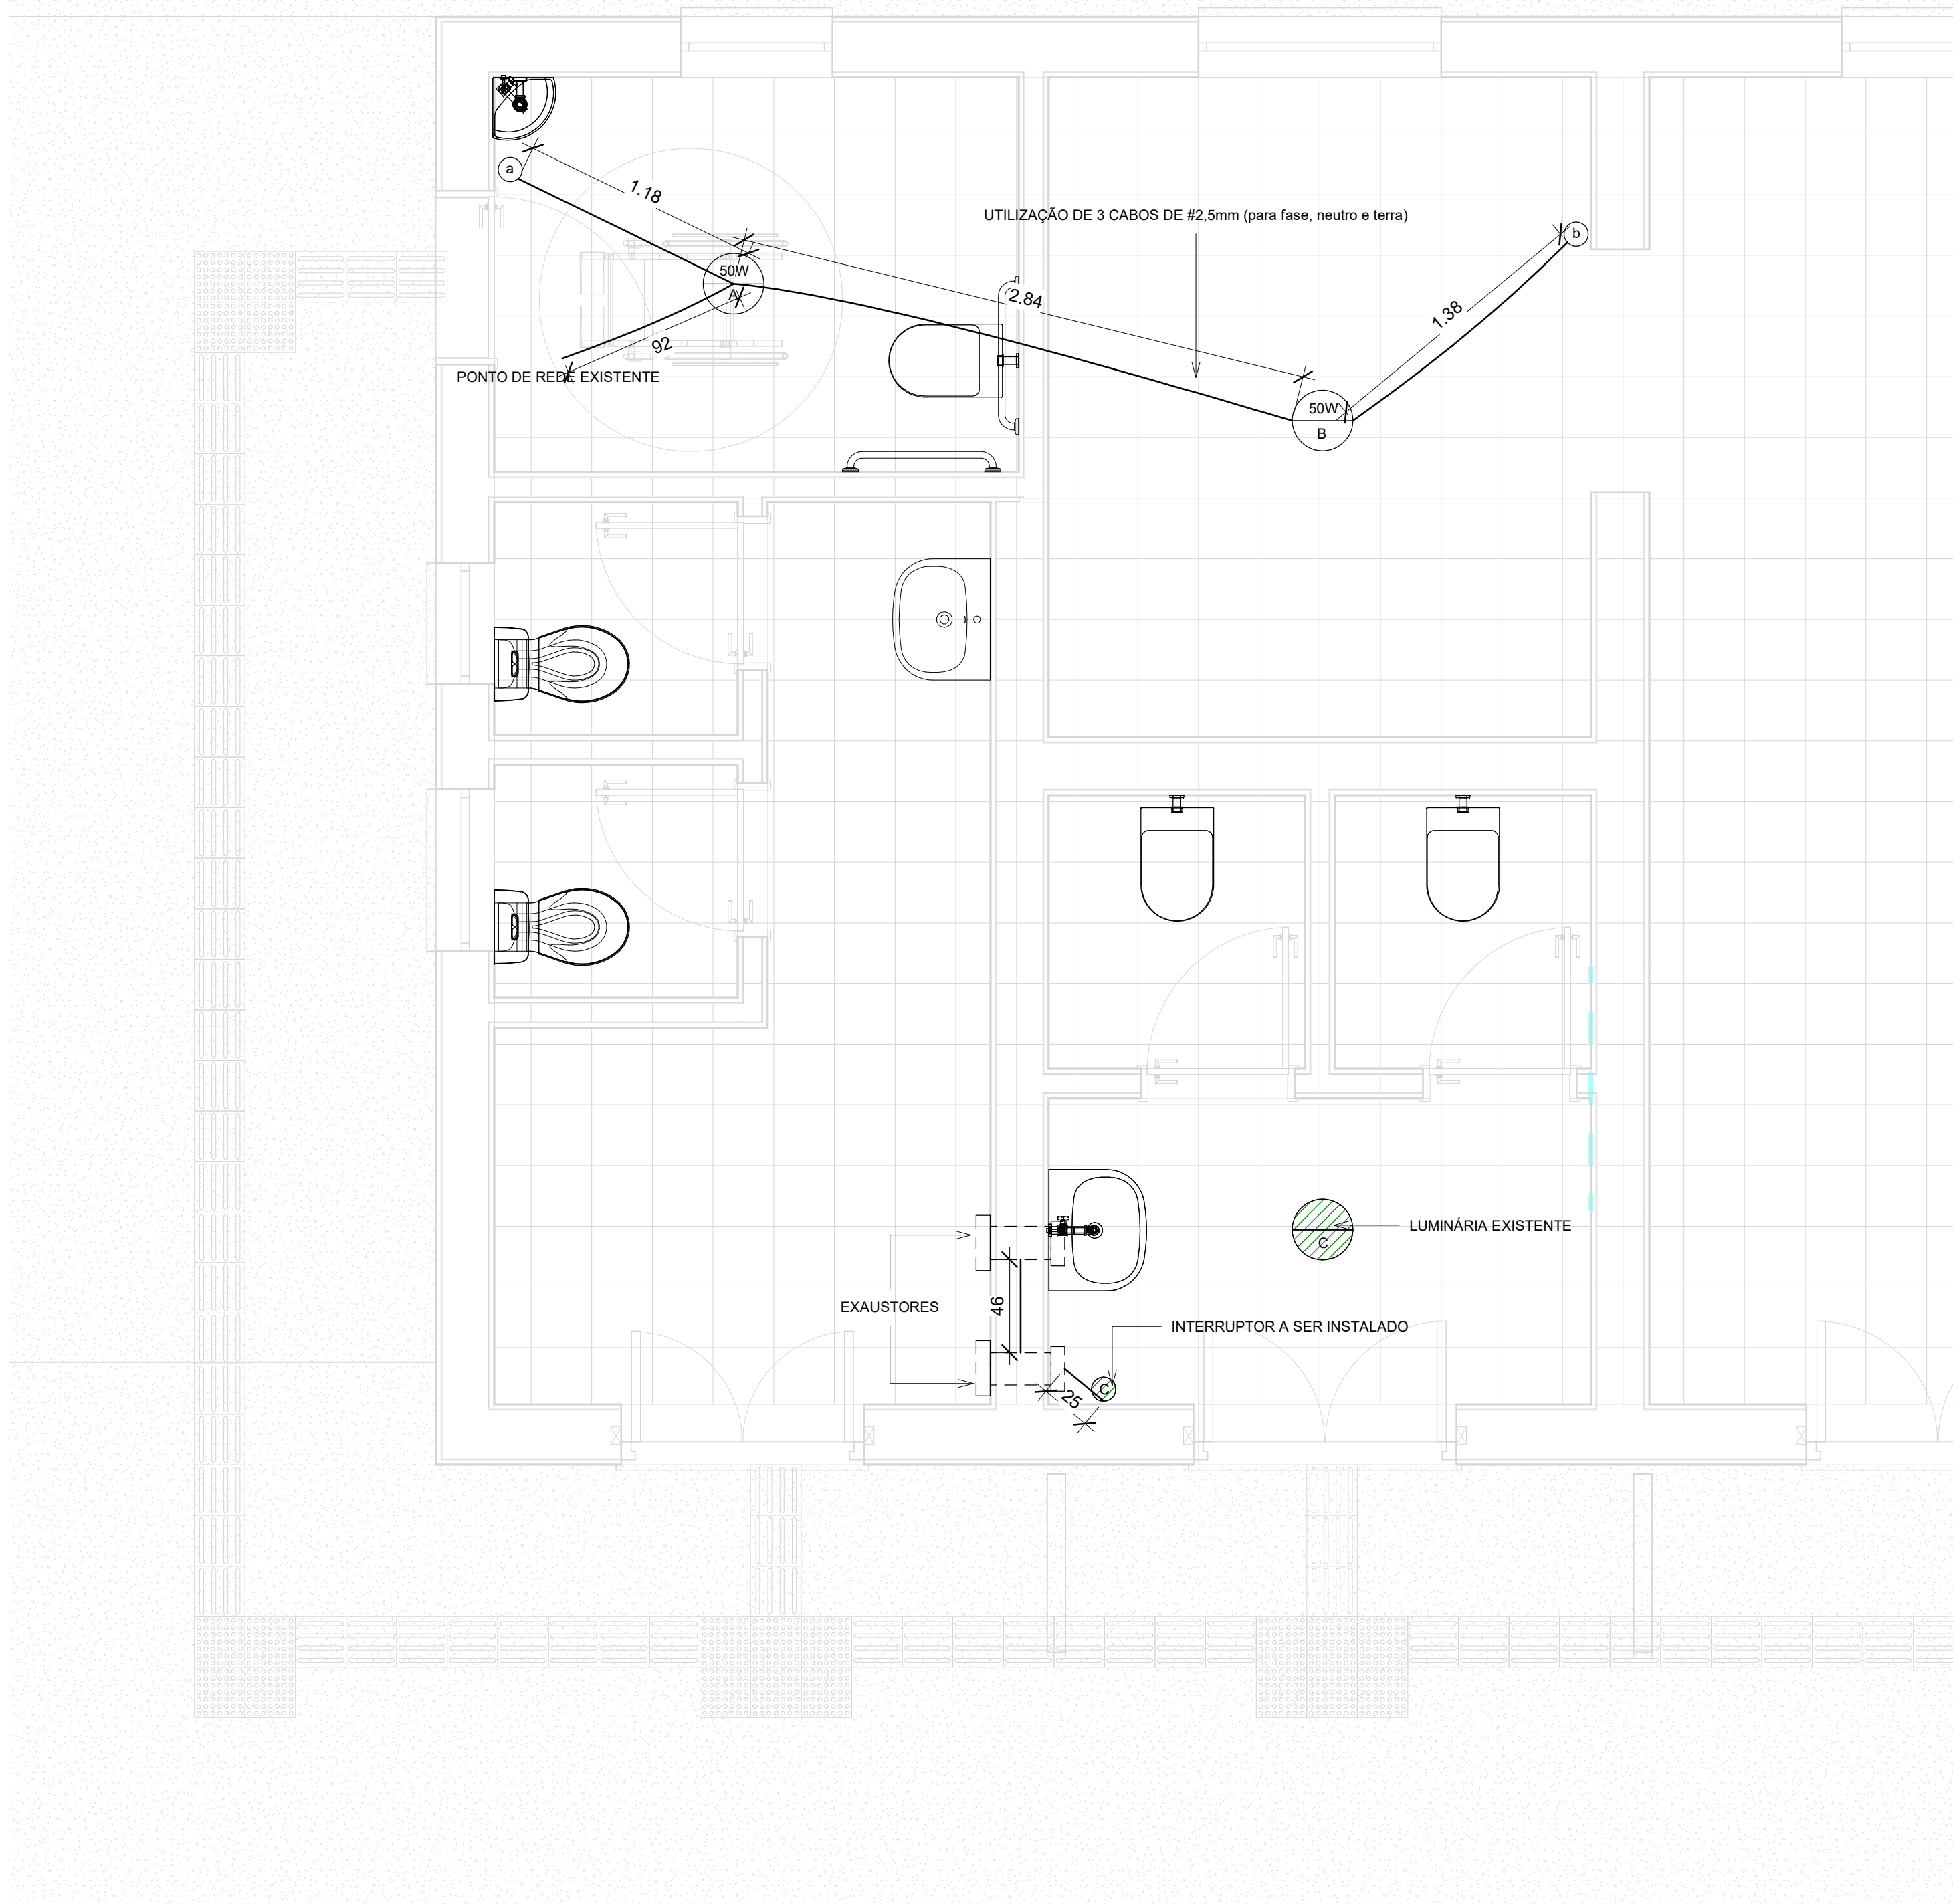 a
1.18
UTILIZAÇÃO DE 3 CABOS DE #2,5mm (para fase, neutro e terra)
b
50W
A
2.84
1.38
92
PONTO DE REDE EXISTENTE
50W
B
LUMINÁRIA EXISTENTE
C
EXAUSTORES
46
INTERRUPTOR A SER INSTALADO
C
25